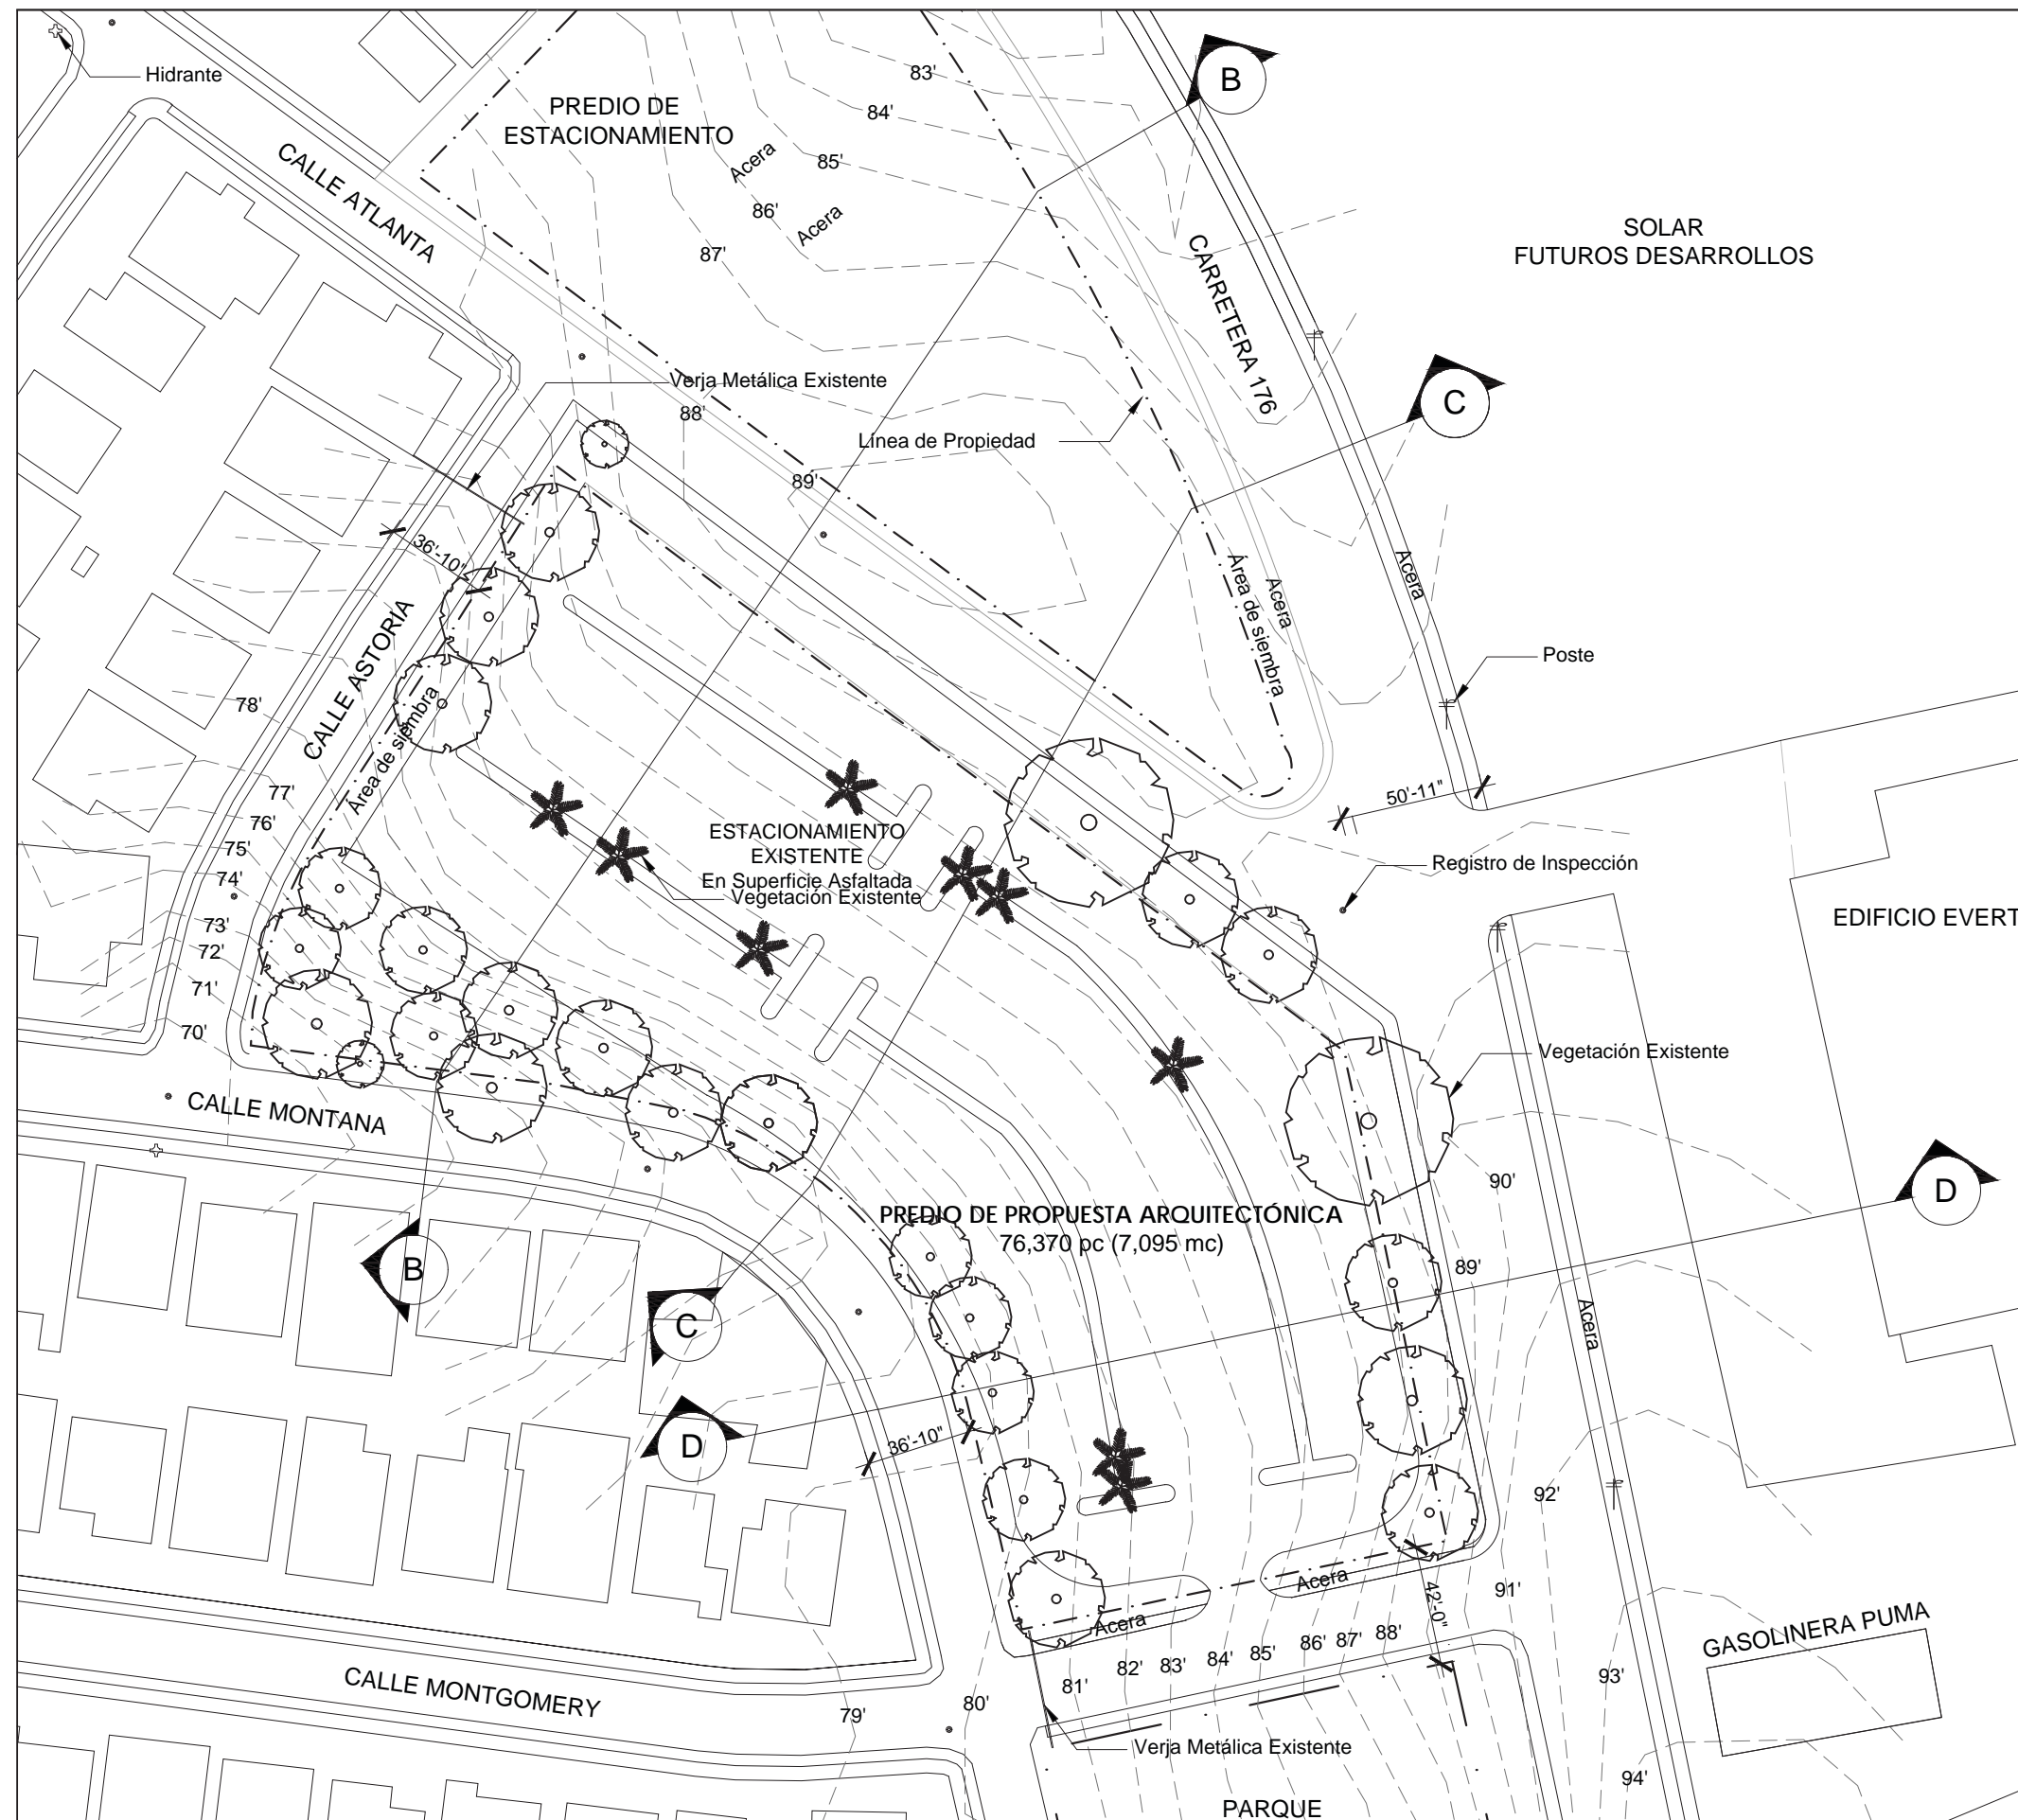 Hidrante
PREDIO DE
ESTACIONAMIENTO
83'
84'
85'
86'
87'
Acera
Acera
B
CALLE ATLANTA
CARRETERA 176
SOLAR
FUTUROS DESARROLLOS
Verja Metálica Existente
88'
Línea de Propiedad
C
89'
36'-10"
Área de siembra
Acera
Acera
CALLE ASTORIA
Área de siembra
Poste
78'
77'
76'
75'
74'
73'
72'
71'
70'
50'-11"
ESTACIONAMIENTO
EXISTENTE
En Superficie Asfaltada
Vegetación Existente
Registro de Inspección
EDIFICIO EVERT
Vegetación Existente
CALLE MONTANA
90'
D
PREDIO DE PROPUESTA ARQUITECTÓNICA
76,370 pc (7,095 mc)
89'
B
C
Acera
D
36'-10"
92'
Acera
Acera
42'-0"
91'
GASOLINERA PUMA
CALLE MONTGOMERY
79'
80'
81'
82'
83'
84'
85'
86'
87'
88'
93'
Verja Metálica Existente
94'
PARQUE